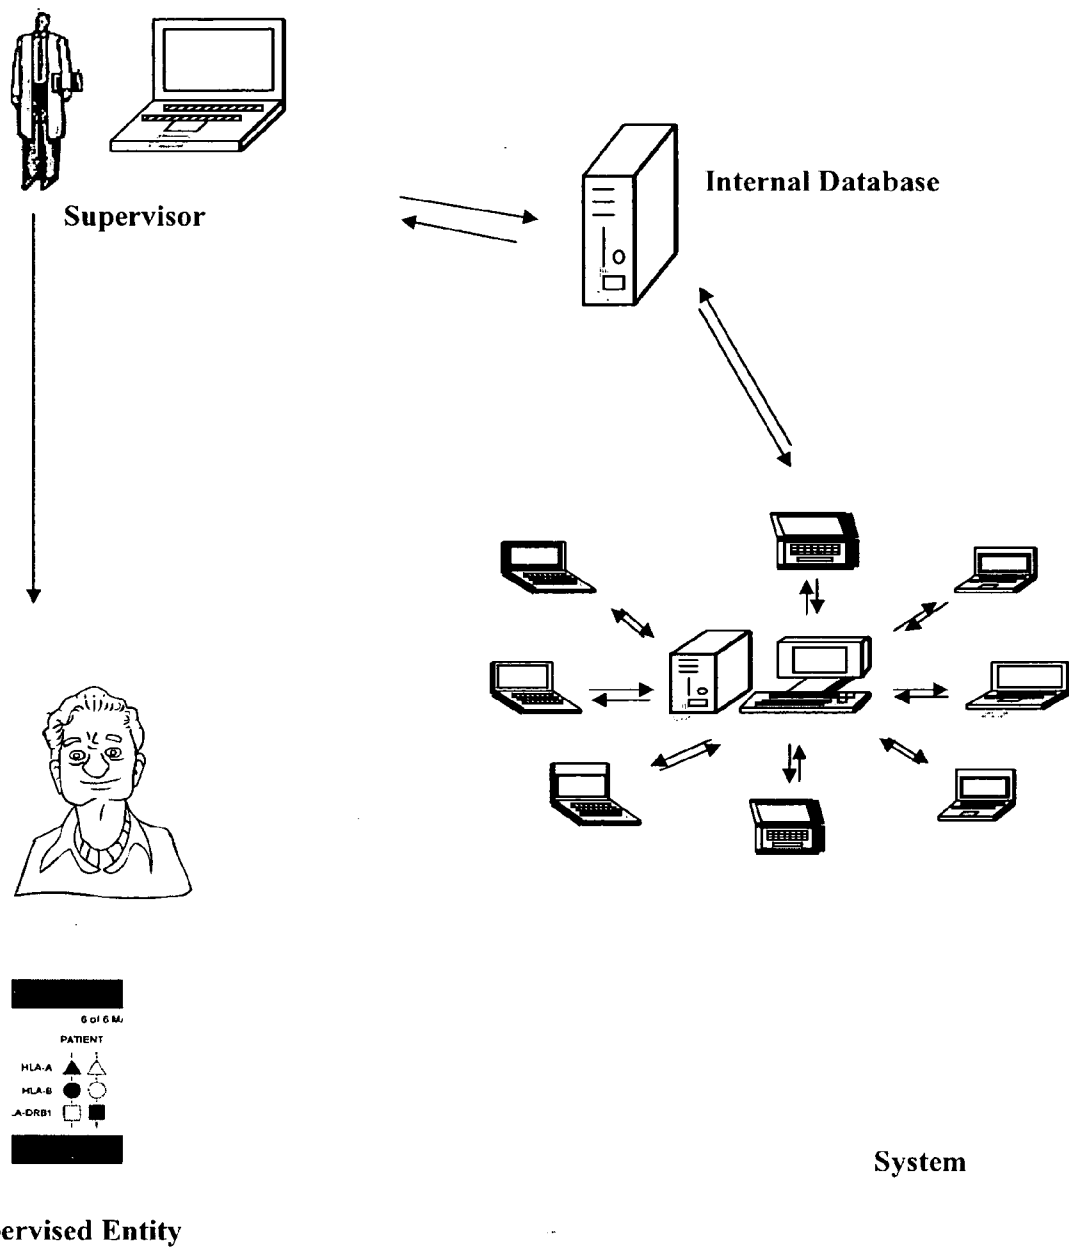 Internal Database
Supervisor
6 of 6 M
PATIENT
HLA-A
HLA-B
A-DRB1
System
ervised Entity